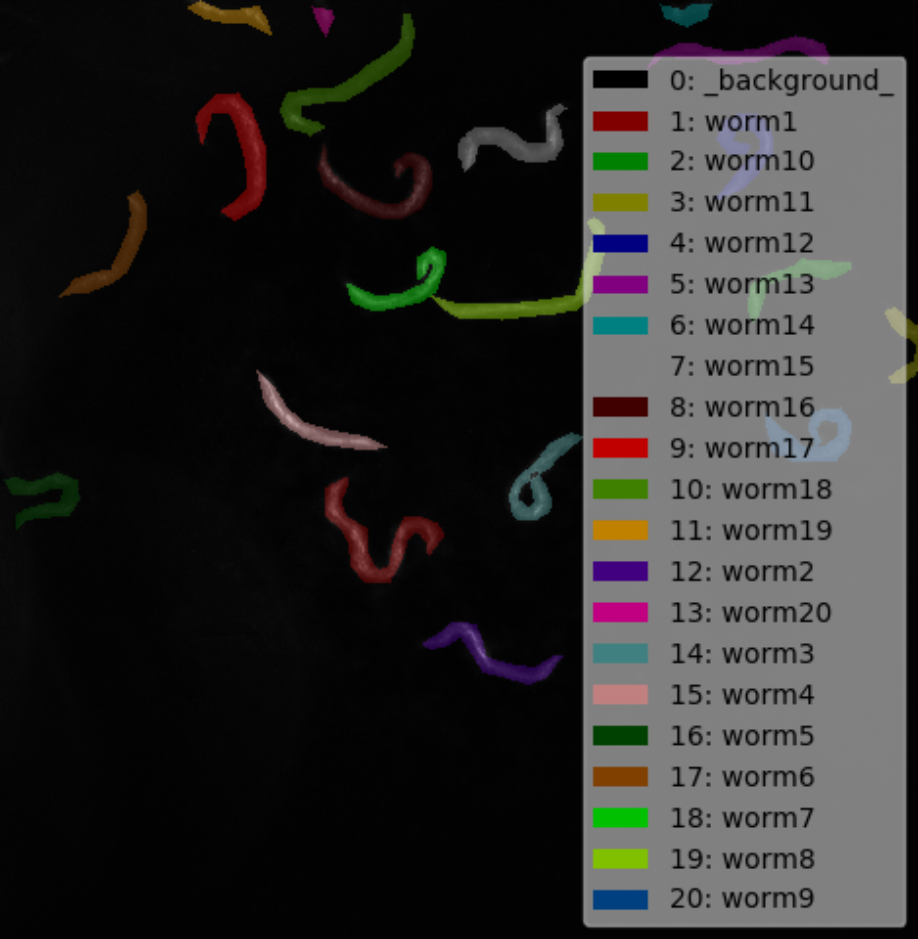 0: _background_
1: worm1
2: worm10
3: worm11
4: worm12
5: worm13
6: worm14
7: worm15
8: worm16
9: worm17
10: worm18
11: worm19
12: worm2
13: worm20
14: worm3
15: worm4
16: worm5
17: worm6
18: worm7
19: worm8
20: worm9